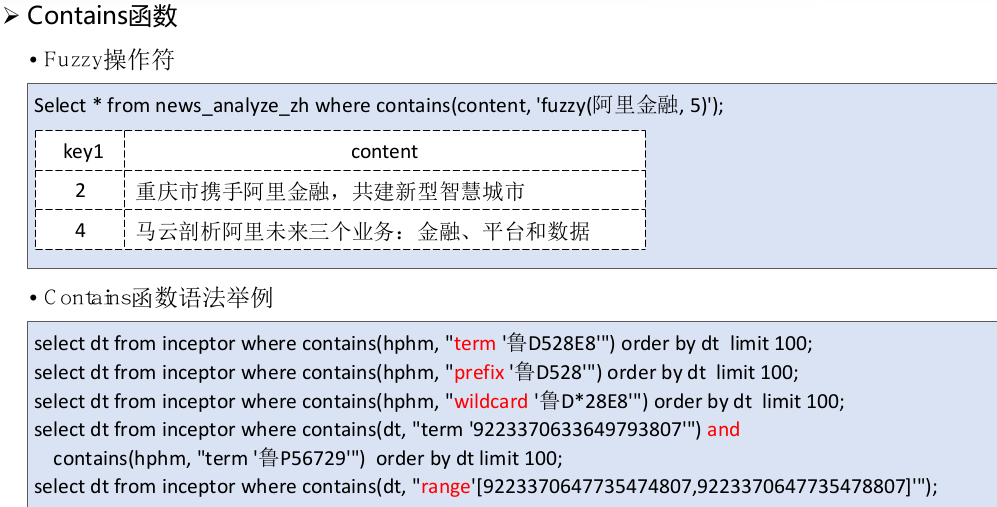 ➢ Contains函数
• Fuzzy操作符
Select * from news_analyze_zh where contains(content, 'fuzzy(阿里金融, 5)');
key1 content
2 重庆市携手阿里金融，共建新型智慧城市
4 马云剖析阿里未来三个业务：金融、平台和数据
• Contains函数语法举例
select dt from inceptor where contains(hphm, "term '鲁D528E8'") order by dt limit 100;
select dt from inceptor where contains(hphm, "prefix '鲁D528'") order by dt limit 100;
select dt from inceptor where contains(hphm, "wildcard '鲁D*28E8'") order by dt limit 100;
select dt from inceptor where contains(dt, "term '9223370633649793807'") and
contains(hphm, "term '鲁P56729'") order by dt limit 100;
select dt from inceptor where contains(dt, "range'[9223370647735474807,9223370647735478807]'");